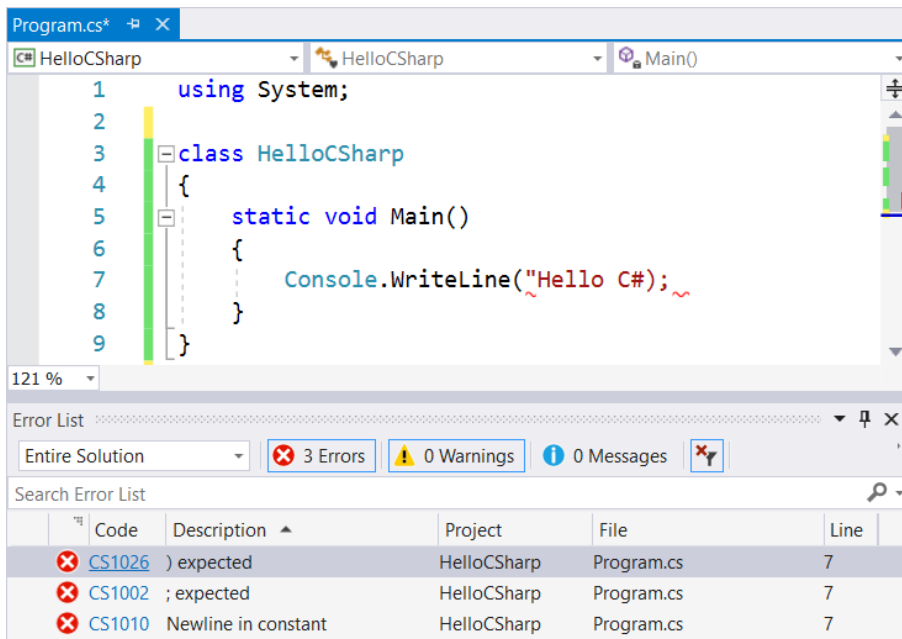 Program.cs*
C# HelloCSharp HelloCSharp Main()
1 using System;
2
3 class HelloCSharp
4 {
5 static void Main()
6 {
7 Console.WriteLine("Hello C#);
8 }
9 }
121 %
Error List
Entire Solution 3 Errors 0 Warnings 0 Messages
Search Error List
Code Description Project File Line
CS1026 ) expected HelloCSharp Program.cs 7
CS1002 ; expected HelloCSharp Program.cs 7
CS1010 Newline in constant HelloCSharp Program.cs 7